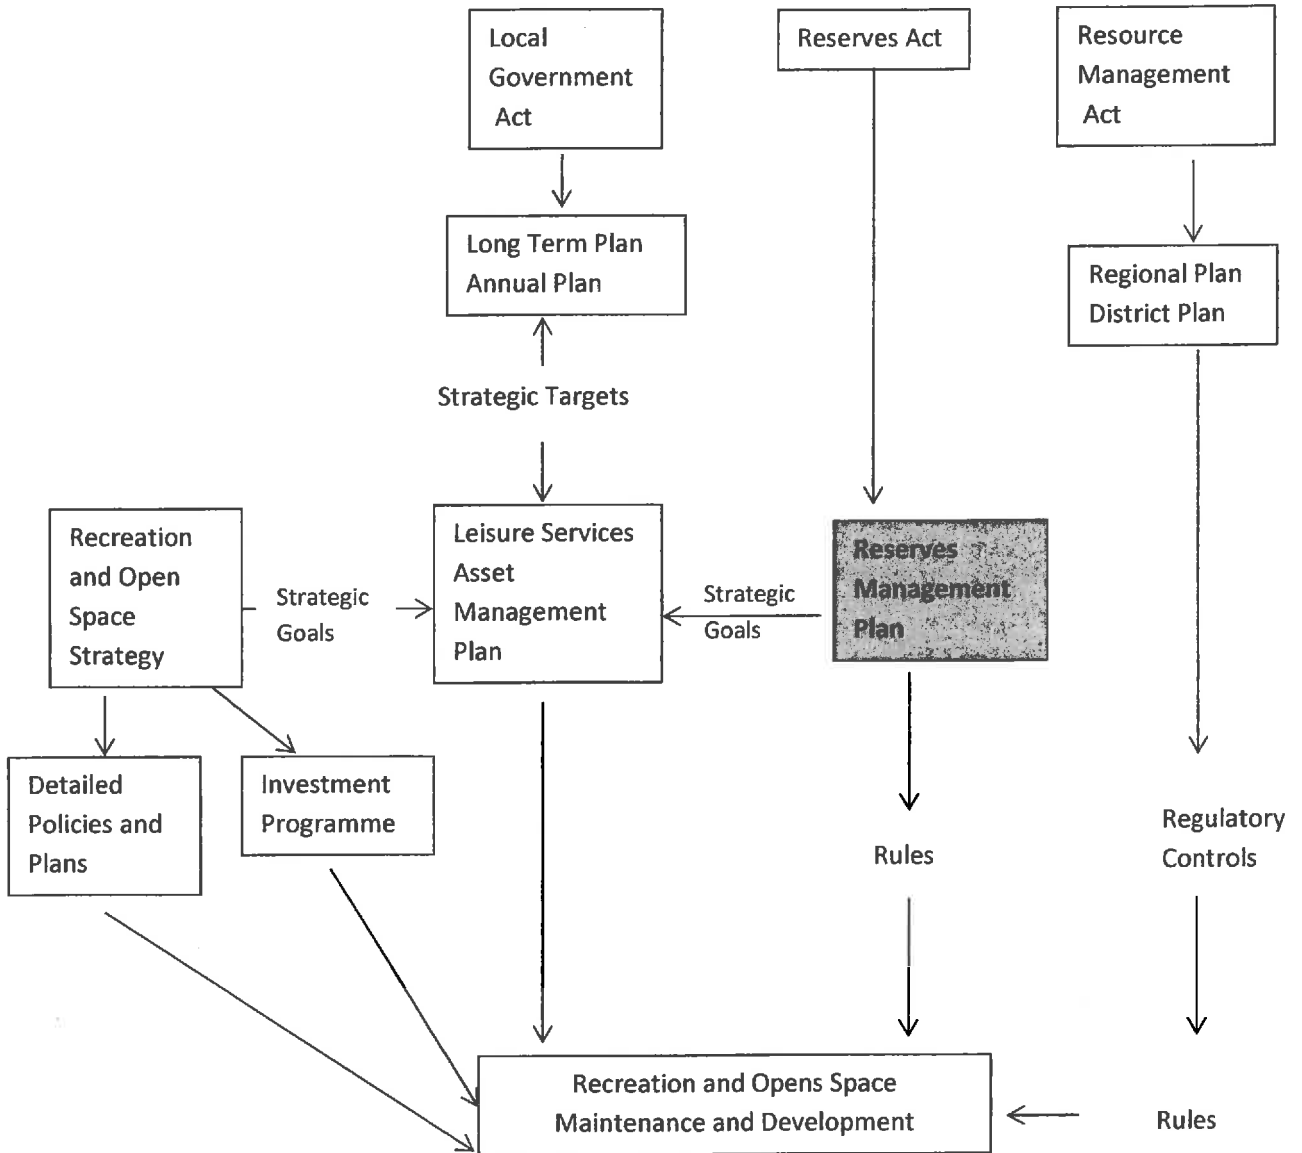 Local
Government
Act
Reserves Act
Resource
Management
Act
Long Term Plan
Annual Plan
Regional Plan
District Plan
Strategic Targets
Recreation
and Open
Space
Strategy
Strategic
Goals
Leisure Services
Asset
Management
Plan
Strategic
Goals
Reserves
Management
Plan
Detailed
Policies and
Plans
Investment
Programme
Rules
Regulatory
Controls
Recreation and Opens Space
Maintenance and Development
Rules